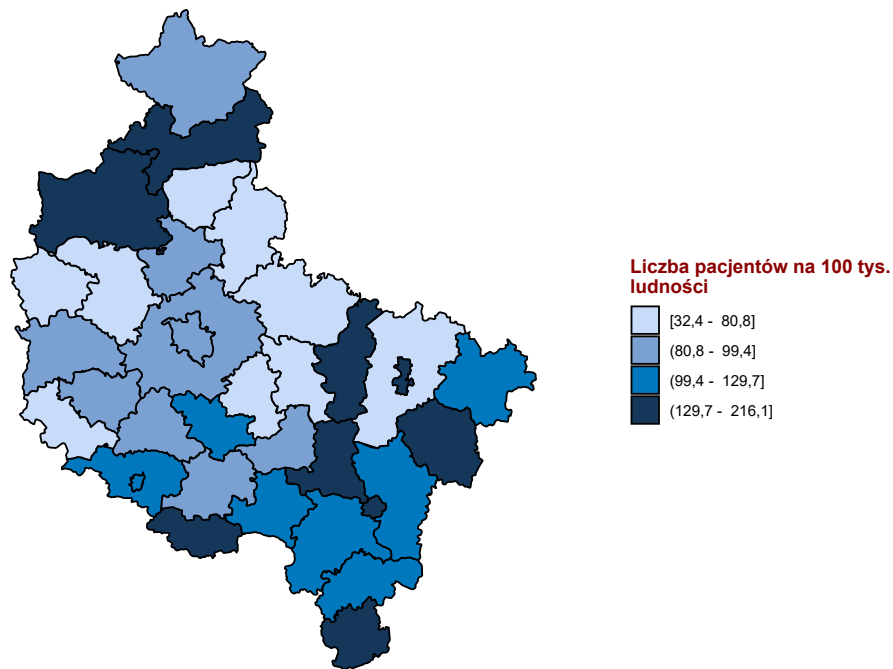 Liczba pacjentów na 100 tys.
ludności
[32,4 - 80,8]
(80,8 - 99,4]
(99,4 - 129,7]
(129,7 - 216,1]